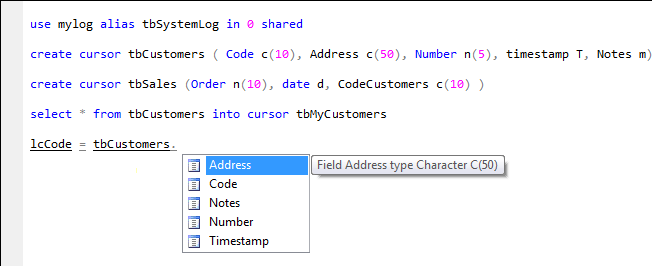 use mylog alias tbSystemLog in 0 shared
create cursor tbCustomers ( Code c(10), Address c(50), Number n(5), timestamp T, Notes m)
create cursor tbSales (Order n(10), date d, CodeCustomers c(10) )
select * from tbCustomers into cursor tbMyCustomers
lcCode = tbCustomers.
Address Field Address type Character C(50)
Code
Notes
Number
Timestamp